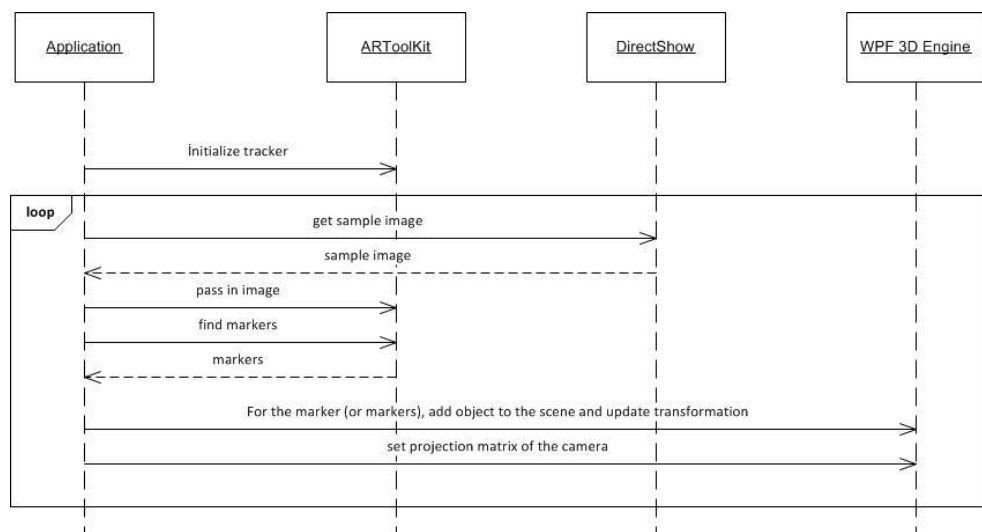 Application
ARToolKit
DirectShow
WPF 3D Engine
İnitialize tracker
loop
get sample image
sample image
pass in image
find markers
markers
For the marker (or markers), add object to the scene and update transformation
set projection matrix of the camera